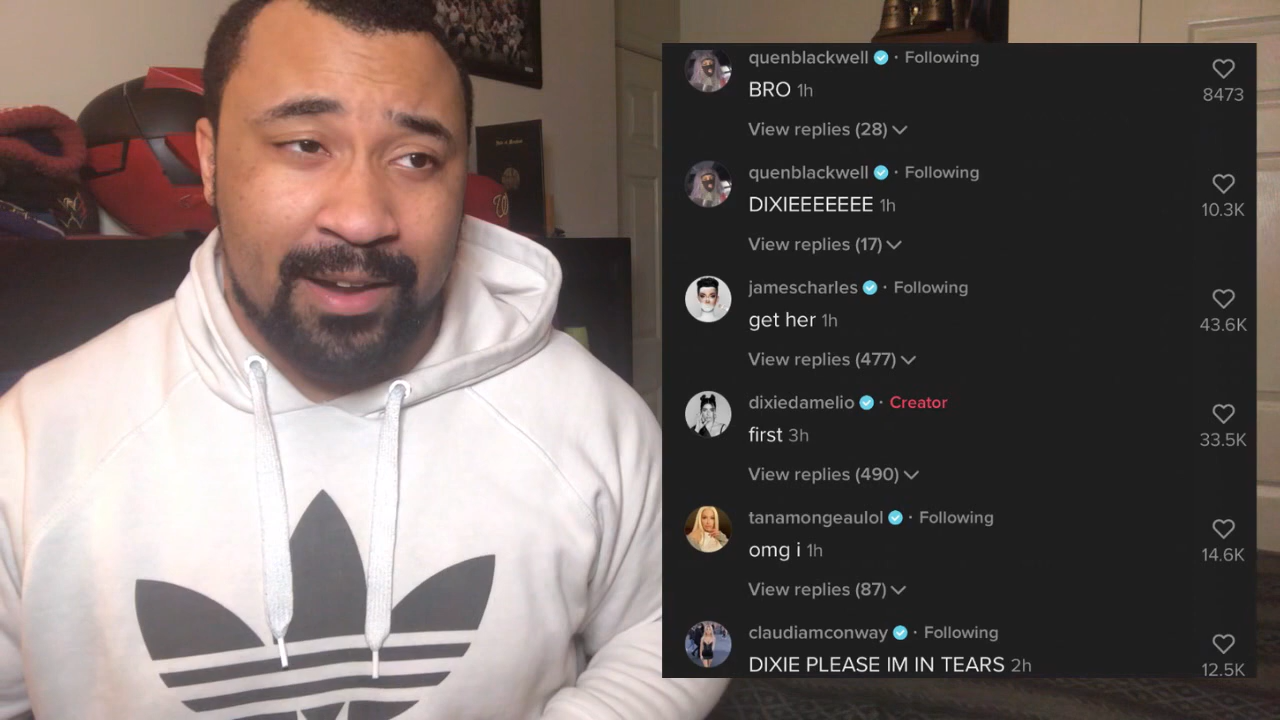 quenblackwell · Following
BRO 1h
8473
View replies (28)
quenblackwell · Following
DIXIEEEEEEE 1h
10.3K
View replies (17)
jamescharles · Following
get her 1h
43.6K
View replies (477)
dixiedamelio · Creator
first 3h
33.5K
View replies (490)
tanamongeaulol · Following
omg i 1h
14.6K
View replies (87)
claudiamconway · Following
DIXIE PLEASE IM IN TEARS 2h
12.5K